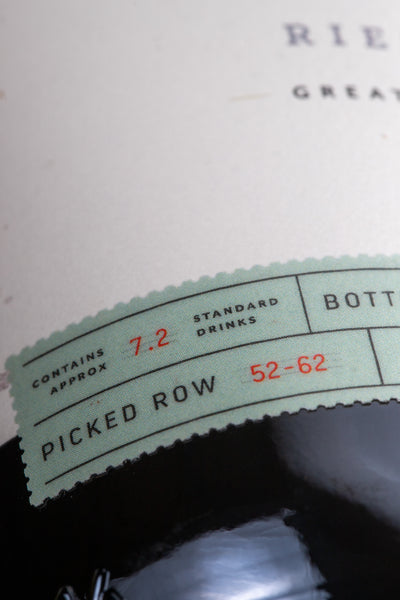 RIE
GREAT
CONTAINS APPROX 7.2 STANDARD DRINKS
BOTT
PICKED ROW 52-62